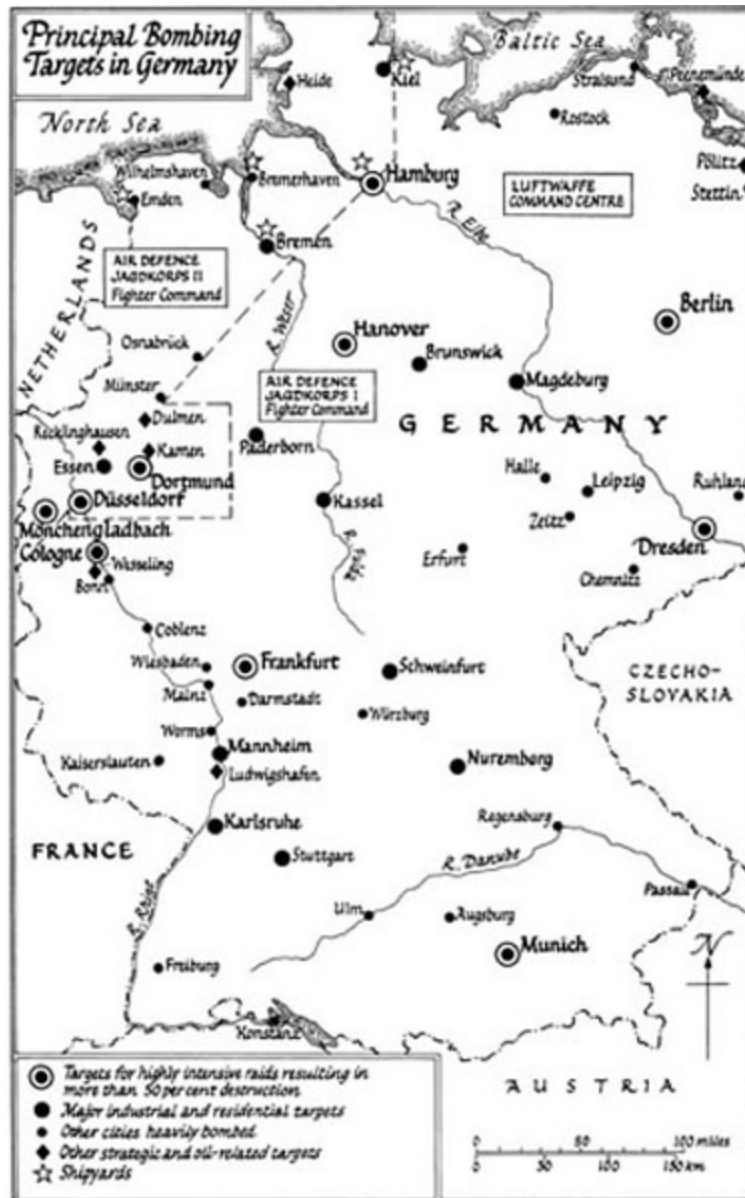 Principal Bombing
Targets in Germany
Baltic Sea
North Sea
Heide
Kiel
Stralsund
Peenemünde
Rostock
Wilhelmshaven
Bremerhaven
Hamburg
Pölitz
Stettin
Emden
LUFTWAFFE
COMMAND CENTRE
R. Elbe
Bremen
AIR DEFENCE
JAGDKORPS II
Fighter Command
NETHERLANDS
R. Weser
Berlin
Hanover
Osnabrück
Brunswick
Magdeburg
Münster
AIR DEFENCE
JAGDKORPS I
Fighter Command
GERMANY
Dulmen
Recklinghausen
Kamen
Paderborn
Essen
Dortmund
Halle
Leipzig
Ruhland
Düsseldorf
Kassel
Zeitz
Mönchengladbach
Cologne
Wesseling
R. Fulda
Erfurt
Dresden
Bonn
Chemnitz
Coblenz
Wiesbaden
Frankfurt
Schweinfurt
CZECHO-
SLOVAKIA
Mainz
Darmstadt
Würzburg
Worms
Mannheim
Kaiserslauten
Ludwigshafen
Nuremberg
Karlsruhe
Regensburg
FRANCE
Stuttgart
R. Danube
Passau
R. Rhine
Ulm
Augsburg
Munich
N
Freiburg
Konstanz
Targets for highly intensive raids resulting in
more than 50 per cent destruction
Major industrial and residential targets
Other cities heavily bombed
Other strategic and oil-related targets
Shipyards
AUSTRIA
0 50 100 miles
0 50 100 150 km